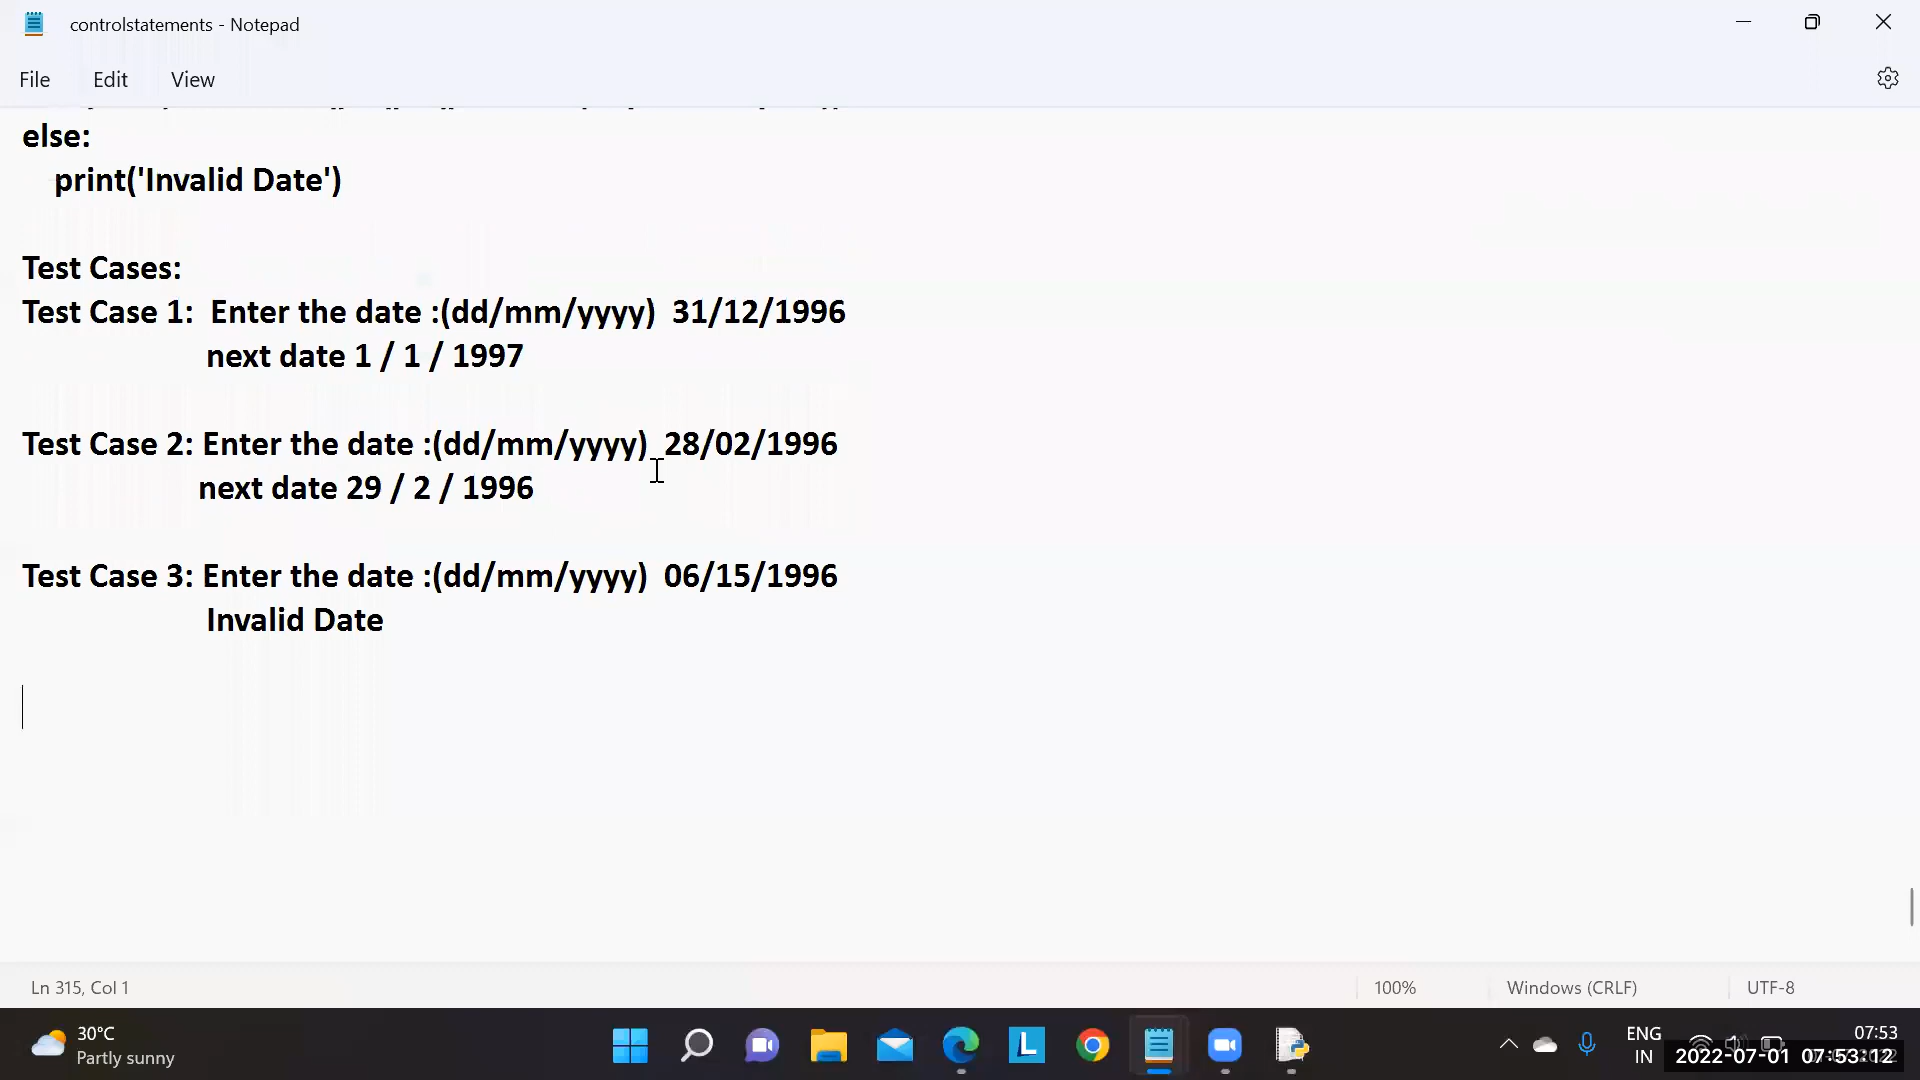 controlstatements - Notepad
File Edit View
else:
print('Invalid Date')
Test Cases:
Test Case 1: Enter the date :(dd/mm/yyyy) 31/12/1996
next date 1 / 1 / 1997
Test Case 2: Enter the date :(dd/mm/yyyy) 28/02/1996
next date 29 / 2 / 1996
Test Case 3: Enter the date :(dd/mm/yyyy) 06/15/1996
Invalid Date
Ln 315, Col 1 100% Windows (CRLF) UTF-8
30°C
Partly sunny
L
ENG
IN
07:53
2022-07-01 07:53:12